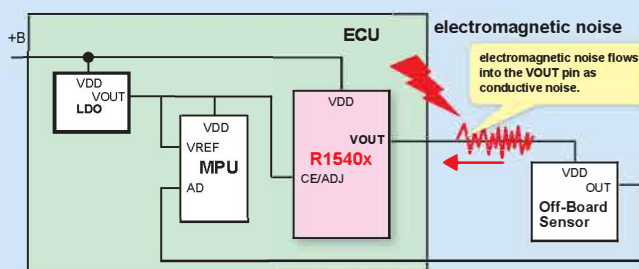 ECU
electromagnetic noise
+B
electromagnetic noise flows
into the VOUT pin as
conductive noise.
VDD
VOUT
LDO
VDD
VREF
MPU
AD
VDD
VOUT
R1540x
CE/ADJ
VDD
OUT
Off-Board
Sensor